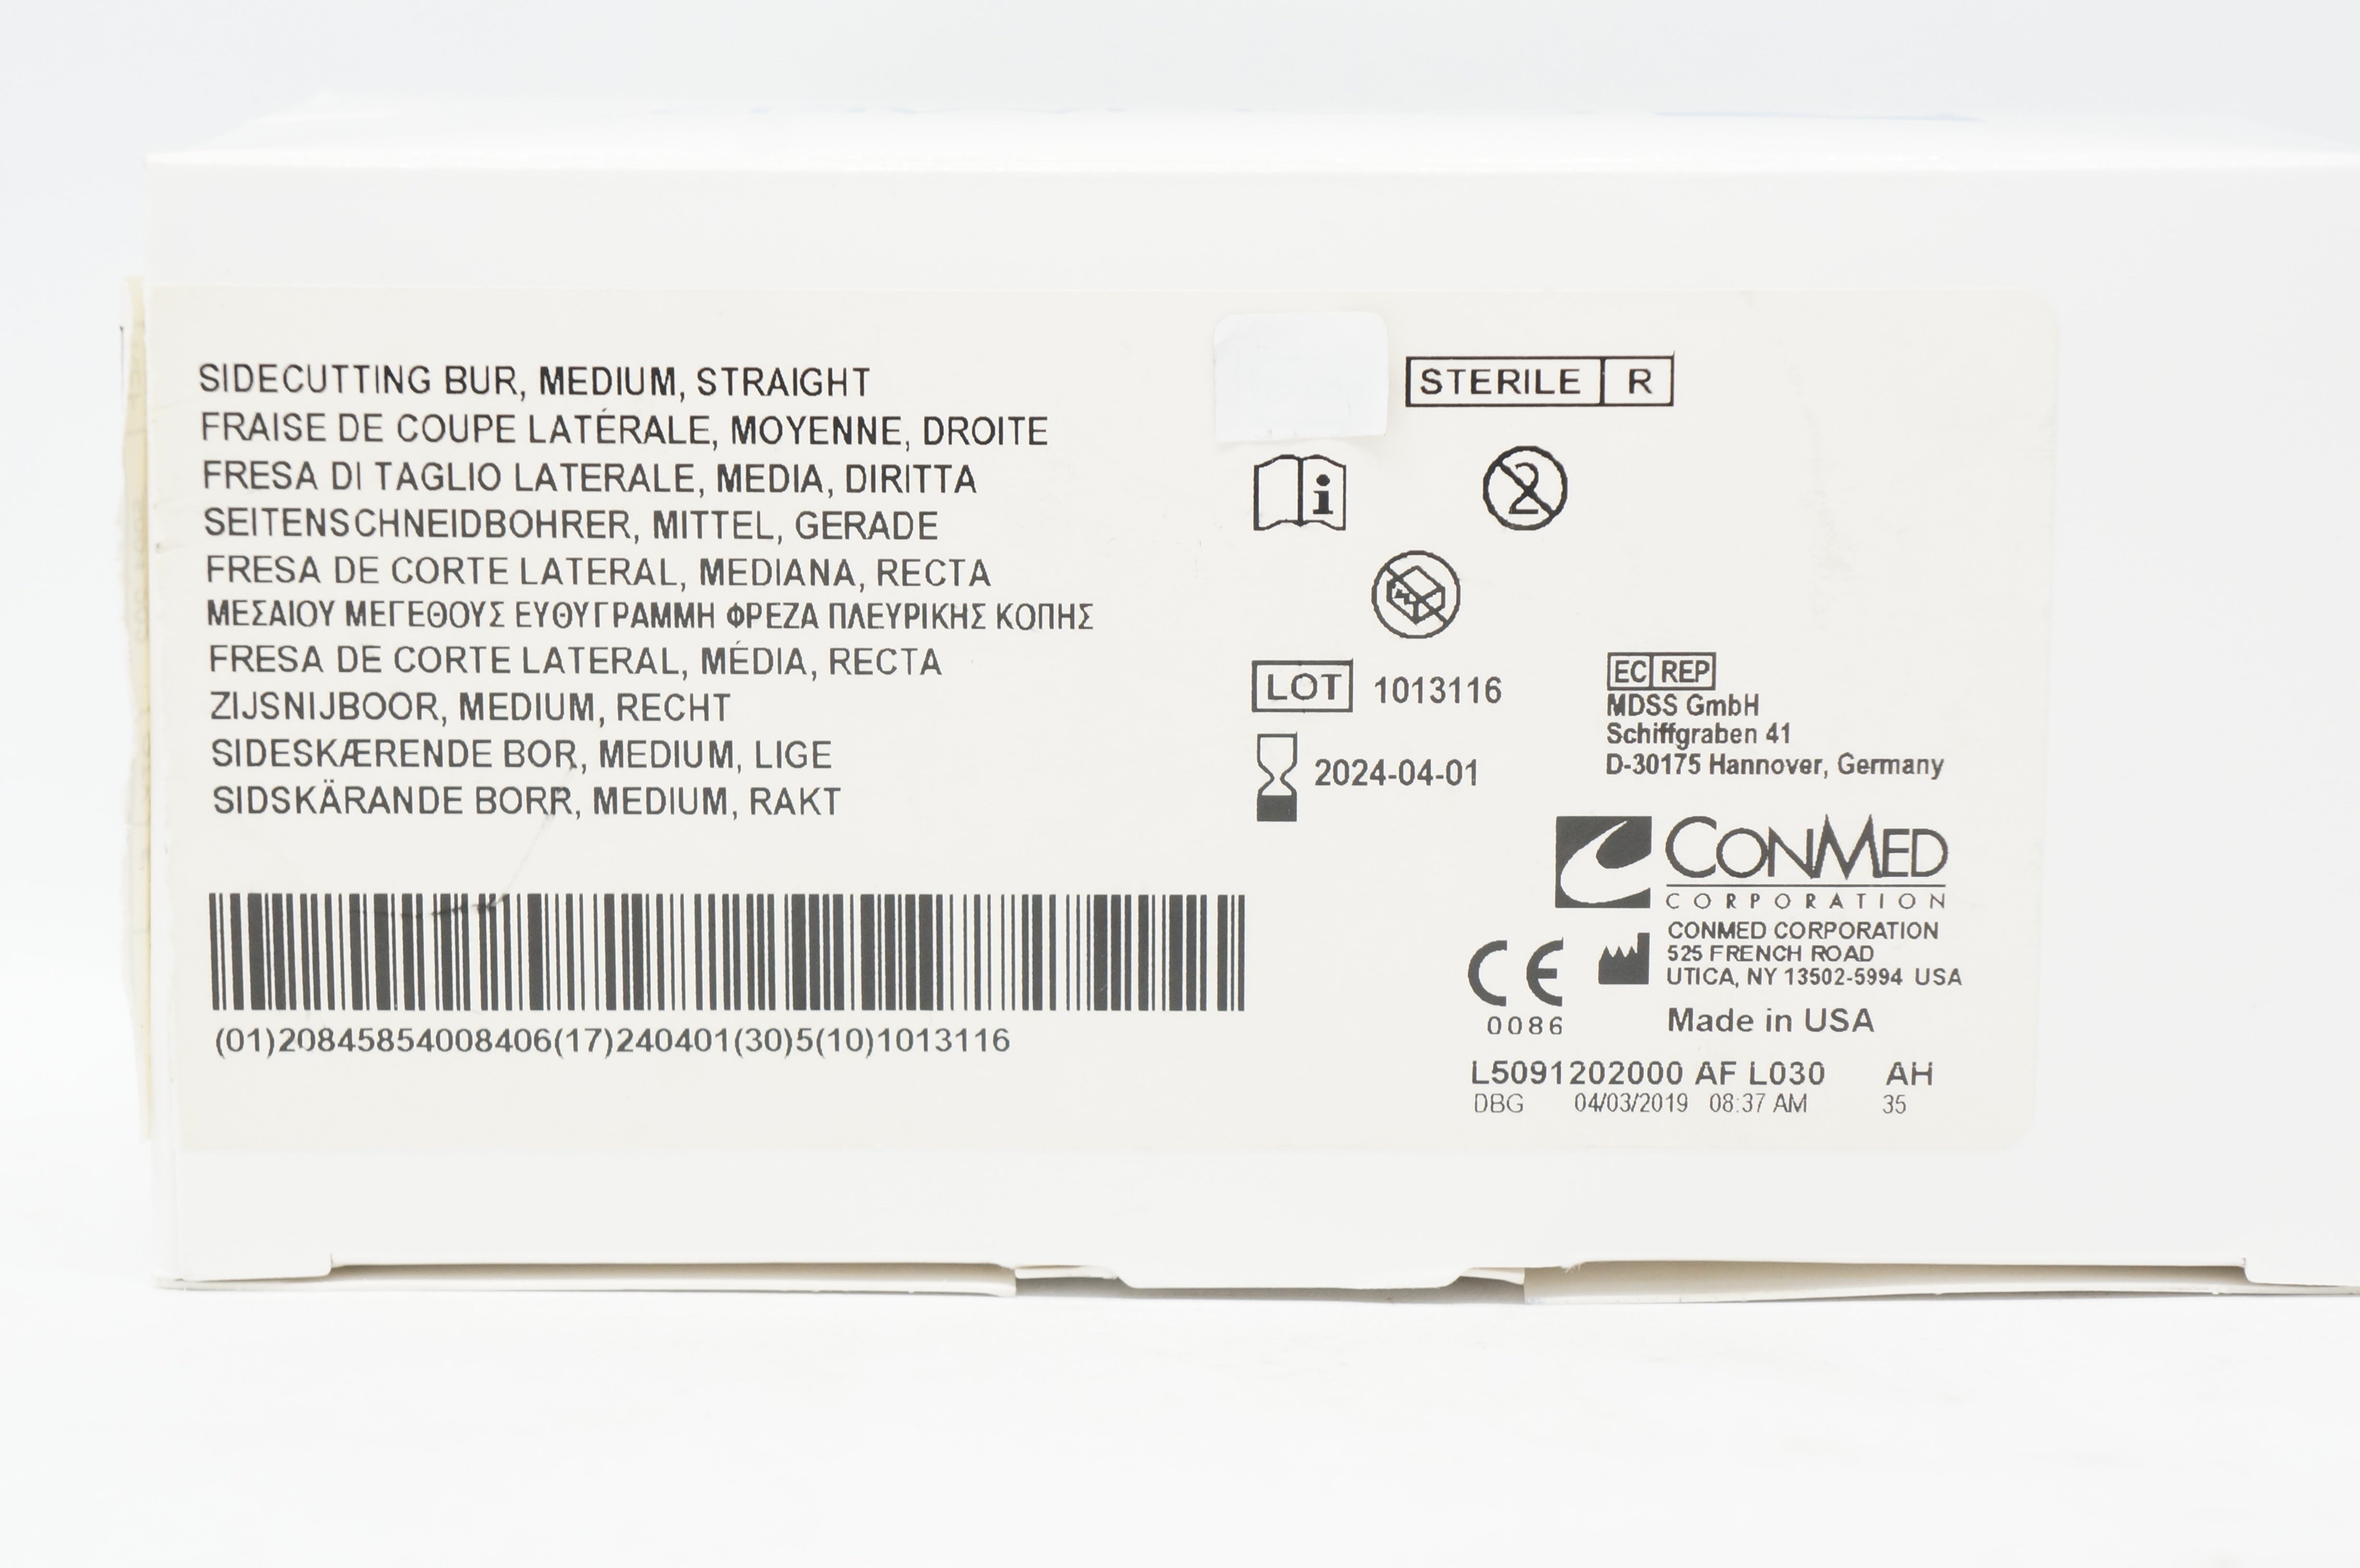 SIDECUTTING BUR, MEDIUM, STRAIGHT
FRAISE DE COUPE LATÉRALE, MOYENNE, DROITE
FRESA DI TAGLIO LATERALE, MEDIA, DIRITTA
SEITENSCHNEIDBOHRER, MITTEL, GERADE
FRESA DE CORTE LATERAL, MEDIANA, RECTA
ΜΕΣΑΙΟΥ ΜΕΓΕΘΟΥΣ ΕΥΘΥΓΡΑΜΜΗ ΦΡΕΖΑ ΠΛΕΥΡΙΚΗΣ ΚΟΠΗΣ
FRESA DE CORTE LATERAL, MÉDIA, RECTA
ZIJSNIJBOOR, MEDIUM, RECHT
SIDESKÆRENDE BOR, MEDIUM, LIGE
SIDSKÄRANDE BORR, MEDIUM, RAKT
(01)20845854008406(17)240401(30)5(10)1013116
STERILE R
i
2
LOT 1013116
2024-04-01
EC REP
MDSS GmbH
Schiffgraben 41
D-30175 Hannover, Germany
CONMED
CORPORATION
CONMED CORPORATION
525 FRENCH ROAD
UTICA, NY 13502-5994 USA
CE
0086
Made in USA
L5091202000 AF L030 AH
DBG 04/03/2019 08:37 AM 35